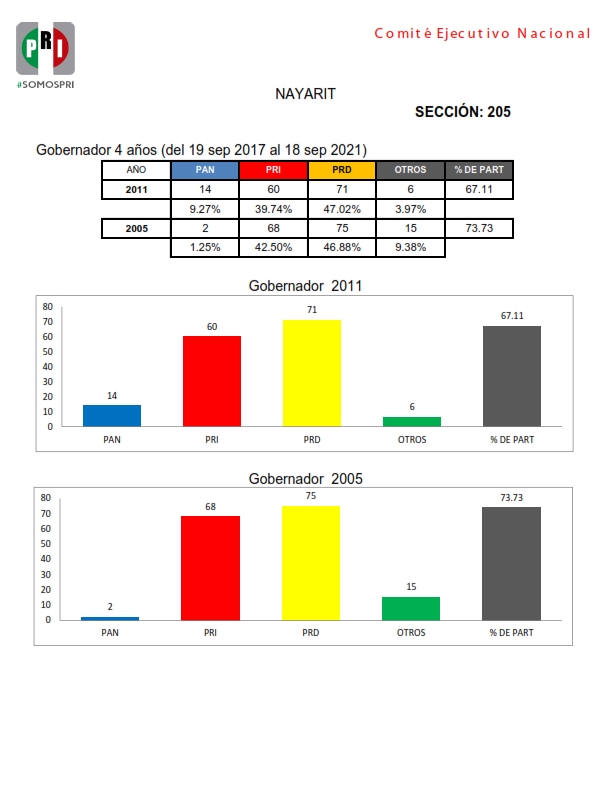 PRI
#SOMOSPRI
Comité Ejecutivo Nacional
NAYARIT
SECCIÓN: 205
Gobernador 4 años (del 19 sep 2017 al 18 sep 2021)
AÑO PAN PRI PRD OTROS % DE PART
2011 14 60 71 6 67.11
9.27% 39.74% 47.02% 3.97%
2005 2 68 75 15 73.73
1.25% 42.50% 46.88% 9.38%
Gobernador 2011
80
70
60
50
40
30
20
10
0
14
60
71
6
67.11
PAN PRI PRD OTROS % DE PART
Gobernador 2005
80
70
60
50
40
30
20
10
0
2
68
75
15
73.73
PAN PRI PRD OTROS % DE PART